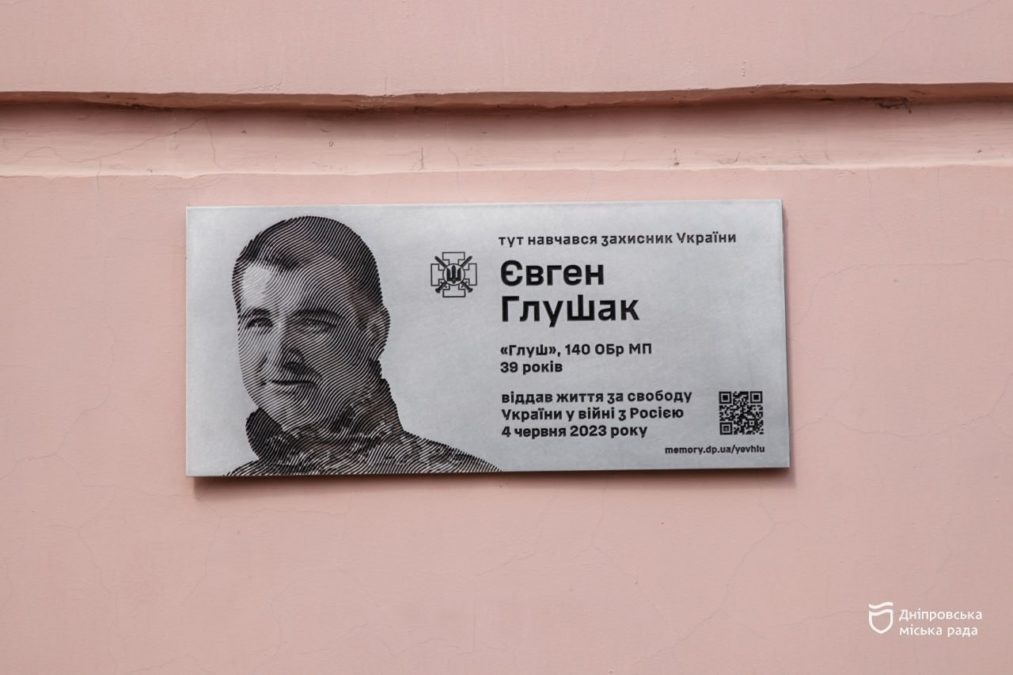 тут навчався захисник України
Євген
Глушак
«Глуш», 140 ОБр МП
39 років
віддав життя за свободу
України у війні з Росією
4 червня 2023 року
memory.dp.ua/yevhlu
Дніпровська
міська рада